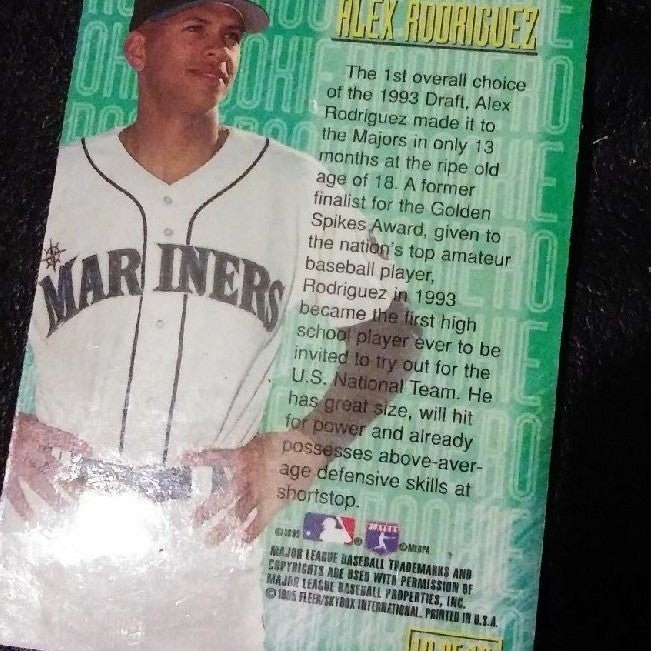 ALEX RODRIGUEZ
The 1st overall choice
of the 1993 Draft, Alex
Rodriguez made it to
the Majors in only 13
months at the ripe old
age of 18. A former
finalist for the Golden
Spikes Award, given to
the nation's top amateur
baseball player,
Rodriguez in 1993
became the first high
school player ever to be
invited to try out for the
U.S. National Team. He
has great size, will hit
for power and already
possesses above-aver-
age defensive skills at
shortstop.
MARINERS
©MLBPA
MAJOR LEAGUE BASEBALL TRADEMARKS AND
COPYRIGHTS ARE USED WITH PERMISSION OF
MAJOR LEAGUE BASEBALL PROPERTIES, INC.
©1995 FLEER/SKYBOX INTERNATIONAL. PRINTED IN U.S.A.